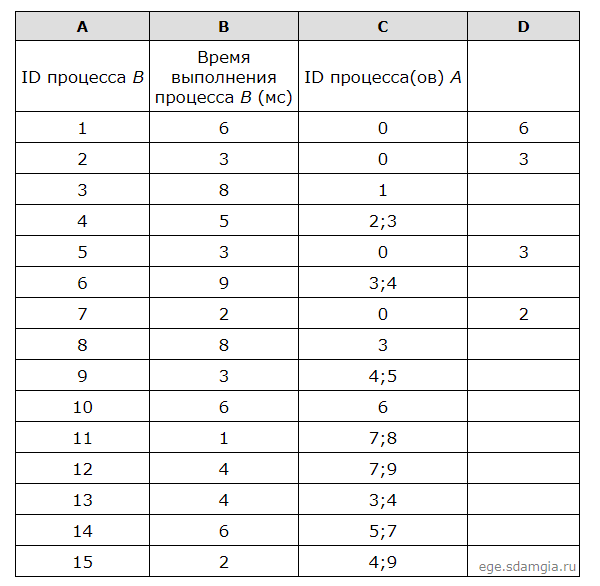 A B C D
ID процесса B Время выполнения процесса B (мс) ID процесса(ов) A
1 6 0 6
2 3 0 3
3 8 1
4 5 2;3
5 3 0 3
6 9 3;4
7 2 0 2
8 8 3
9 3 4;5
10 6 6
11 1 7;8
12 4 7;9
13 4 3;4
14 6 5;7
15 2 4;9
ege.sdamgia.ru